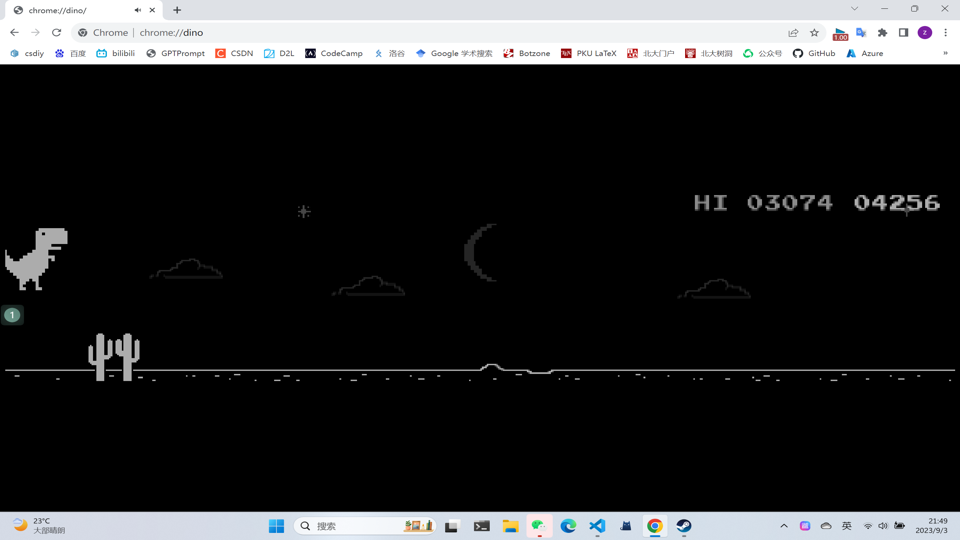 chrome://dino/
Chrome | chrome://dino
1.00
z
csdiy 百度 bilibili GPTPrompt CSDN D2L CodeCamp 洛谷 Google 学术搜索 Botzone PKU LaTeX 北大门户 北大树洞 公众号 GitHub Azure »
HI 03074 04256
1
23°C
大部晴朗
搜索
英
21:49
2023/9/3